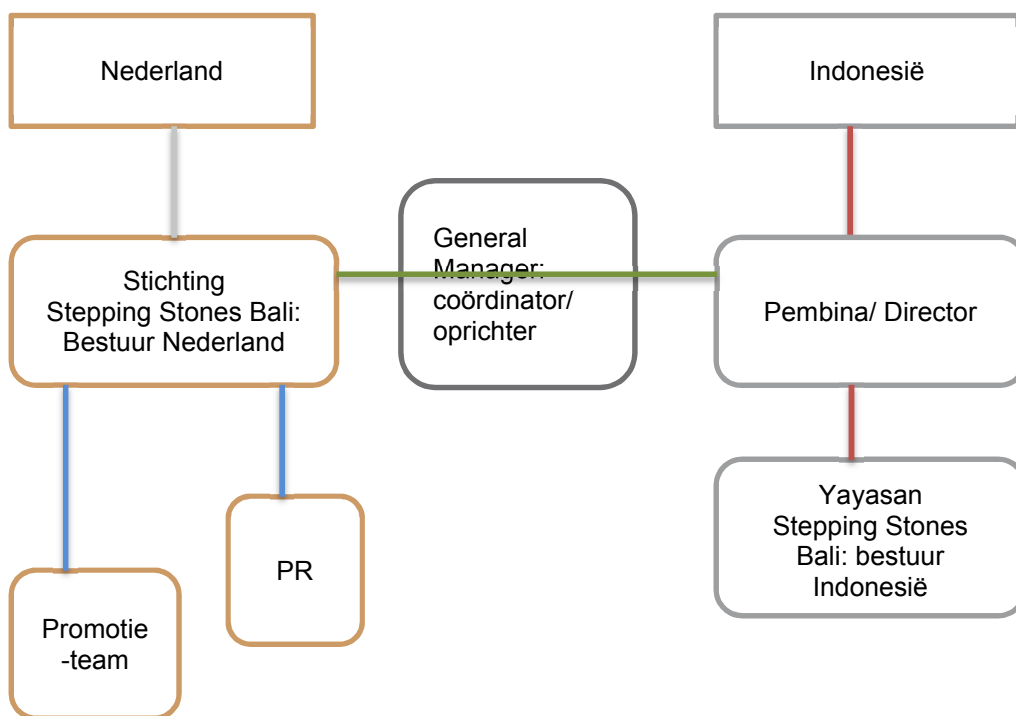 Nederland
Indonesië
General
Manager:
coördinator/
oprichter
Stichting
Stepping Stones Bali:
Bestuur Nederland
Pembina/ Director
Yayasan
Stepping Stones
Bali: bestuur
Indonesië
PR
Promotie
-team